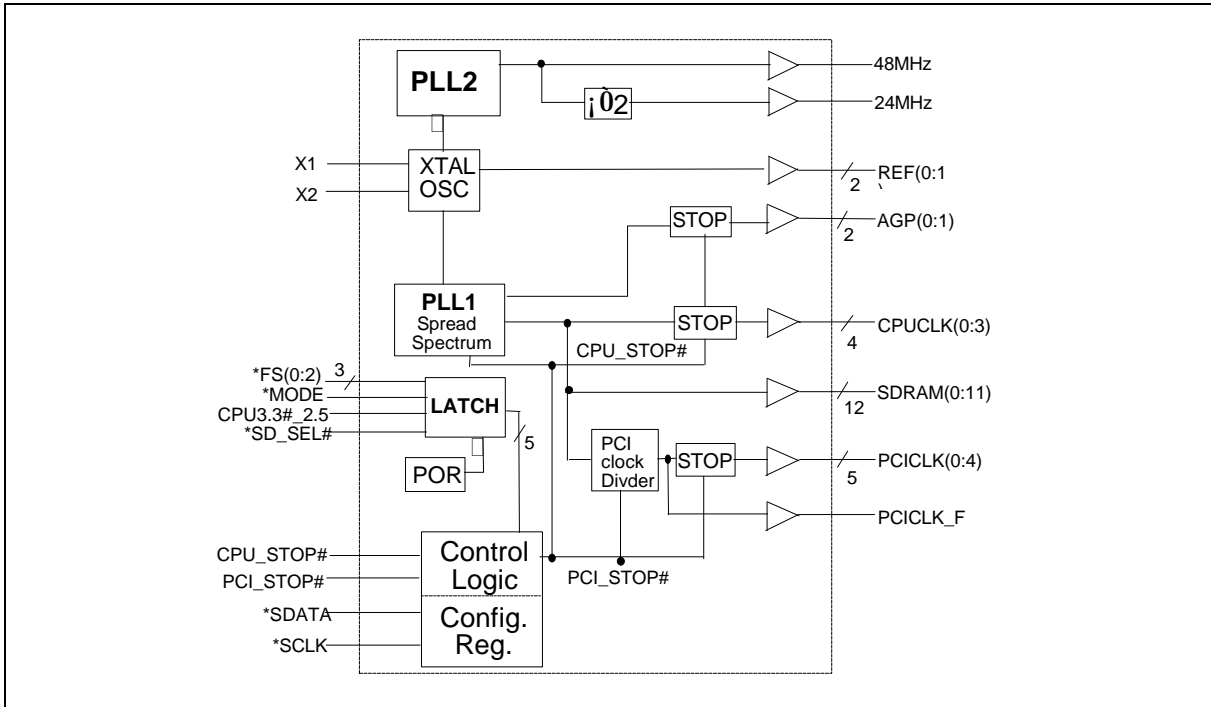 PLL2
48MHz
¡Ò2
24MHz
X1
X2
XTAL
OSC
2
REF(0:1
STOP
2
AGP(0:1)
PLL1
Spread
Spectrum
STOP
4
CPUCLK(0:3)
CPU_STOP#
*FS(0:2)
3
*MODE
CPU3.3#_2.5
*SD_SEL#
LATCH
5
12
SDRAM(0:11)
POR
PCI
clock
Divder
STOP
5
PCICLK(0:4)
PCICLK_F
CPU_STOP#
PCI_STOP#
Control
Logic
PCI_STOP#
*SDATA
*SCLK
Config.
Reg.